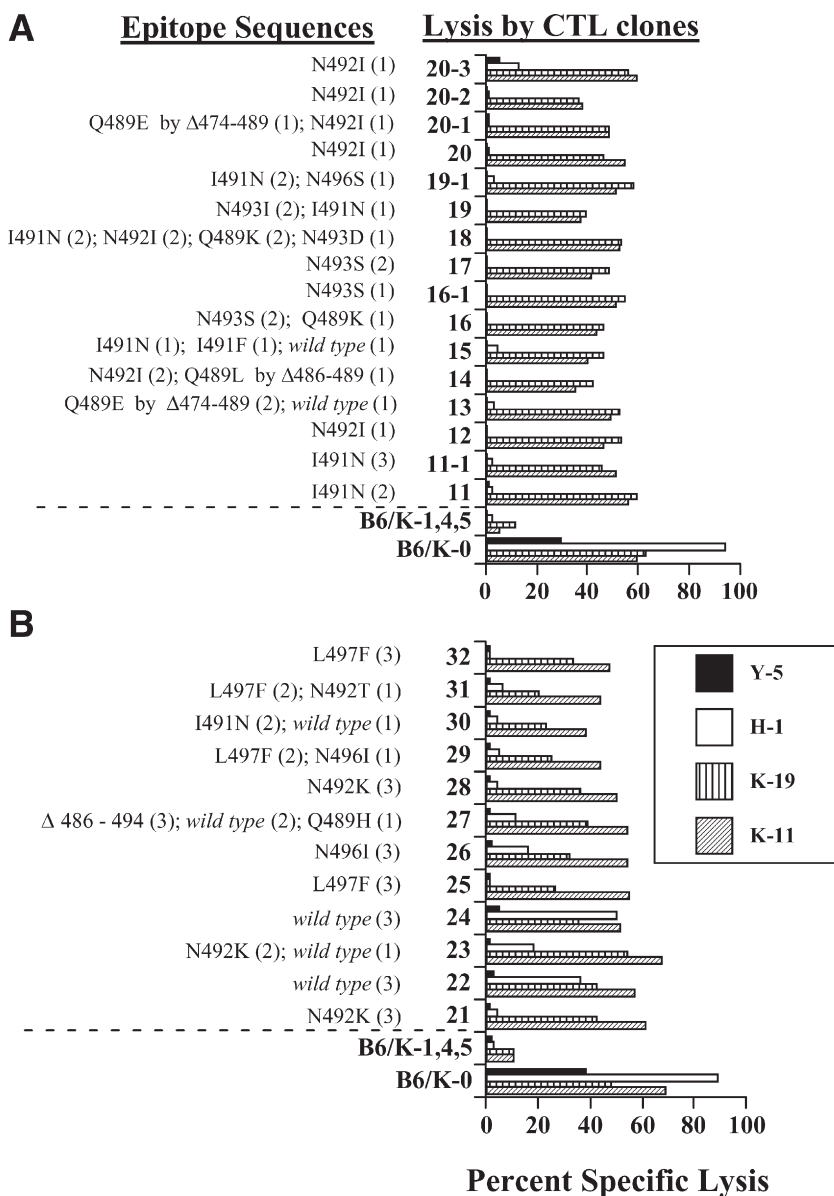 A
Epitope Sequences Lysis by CTL clones
N492I (1) 20-3
N492I (1) 20-2
Q489E by Δ474-489 (1); N492I (1) 20-1
N492I (1) 20
I491N (2); N496S (1) 19-1
N493I (2); I491N (1) 19
I491N (2); N492I (2); Q489K (2); N493D (1) 18
N493S (2) 17
N493S (1) 16-1
N493S (2); Q489K (1) 16
I491N (1); I491F (1); wild type (1) 15
N492I (2); Q489L by Δ486-489 (1) 14
Q489E by Δ474-489 (2); wild type (1) 13
N492I (1) 12
I491N (3) 11-1
I491N (2) 11
B6/K-1,4,5
B6/K-0
0 20 40 60 80 100
B
L497F (3) 32
L497F (2); N492T (1) 31
I491N (2); wild type (1) 30
L497F (2); N496I (1) 29
N492K (3) 28
Δ 486 - 494 (3); wild type (2); Q489H (1) 27
N496I (3) 26
L497F (3) 25
wild type (3) 24
N492K (2); wild type (1) 23
wild type (3) 22
N492K (3) 21
B6/K-1,4,5
B6/K-0
0 20 40 60 80 100
Y-5
H-1
K-19
K-11
Percent Specific Lysis